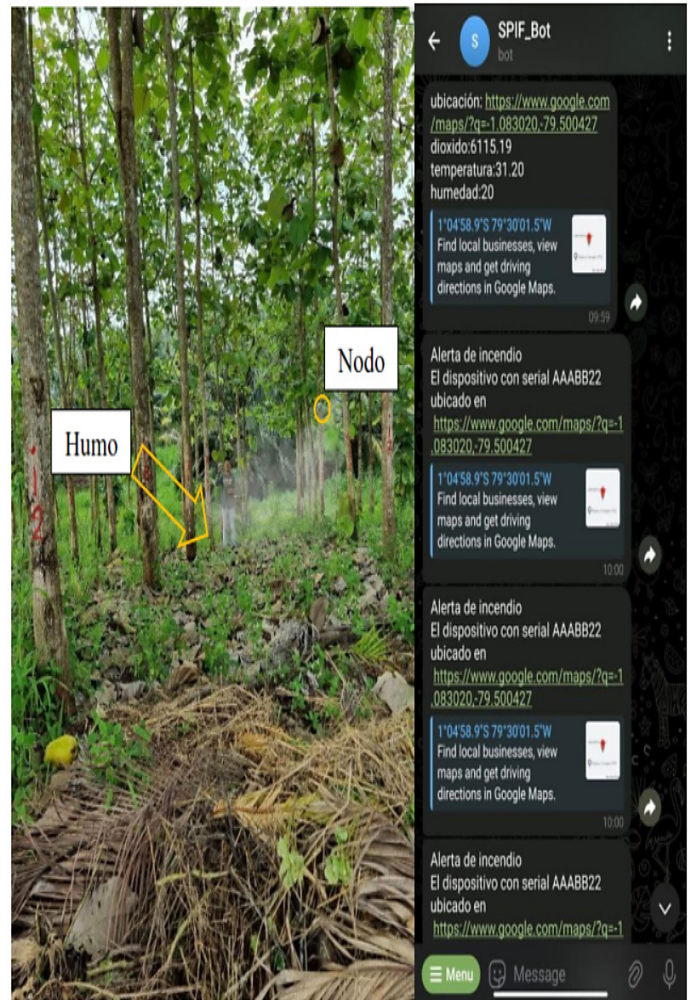 Nodo
Humo
12
S
SPIF_Bot
bot
ubicación: https://www.google.com
/maps/?q=-1.083020,-79.500427
dioxido:6115.19
temperatura:31.20
humedad:20
1°04'58.9"S 79°30'01.5"W
Find local businesses, view
maps and get driving
directions in Google Maps.
09:59
Alerta de incendio
El dispositivo con serial AAABB22
ubicado en
https://www.google.com/maps/?q=-1
.083020,-79.500427
1°04'58.9"S 79°30'01.5"W
Find local businesses, view
maps and get driving
directions in Google Maps.
10:00
Alerta de incendio
El dispositivo con serial AAABB22
ubicado en
https://www.google.com/maps/?q=-1
.083020,-79.500427
1°04'58.9"S 79°30'01.5"W
Find local businesses, view
maps and get driving
directions in Google Maps.
10:00
Alerta de incendio
El dispositivo con serial AAABB22
ubicado en
https://www.google.com/maps/?q=-1
Menu
Message